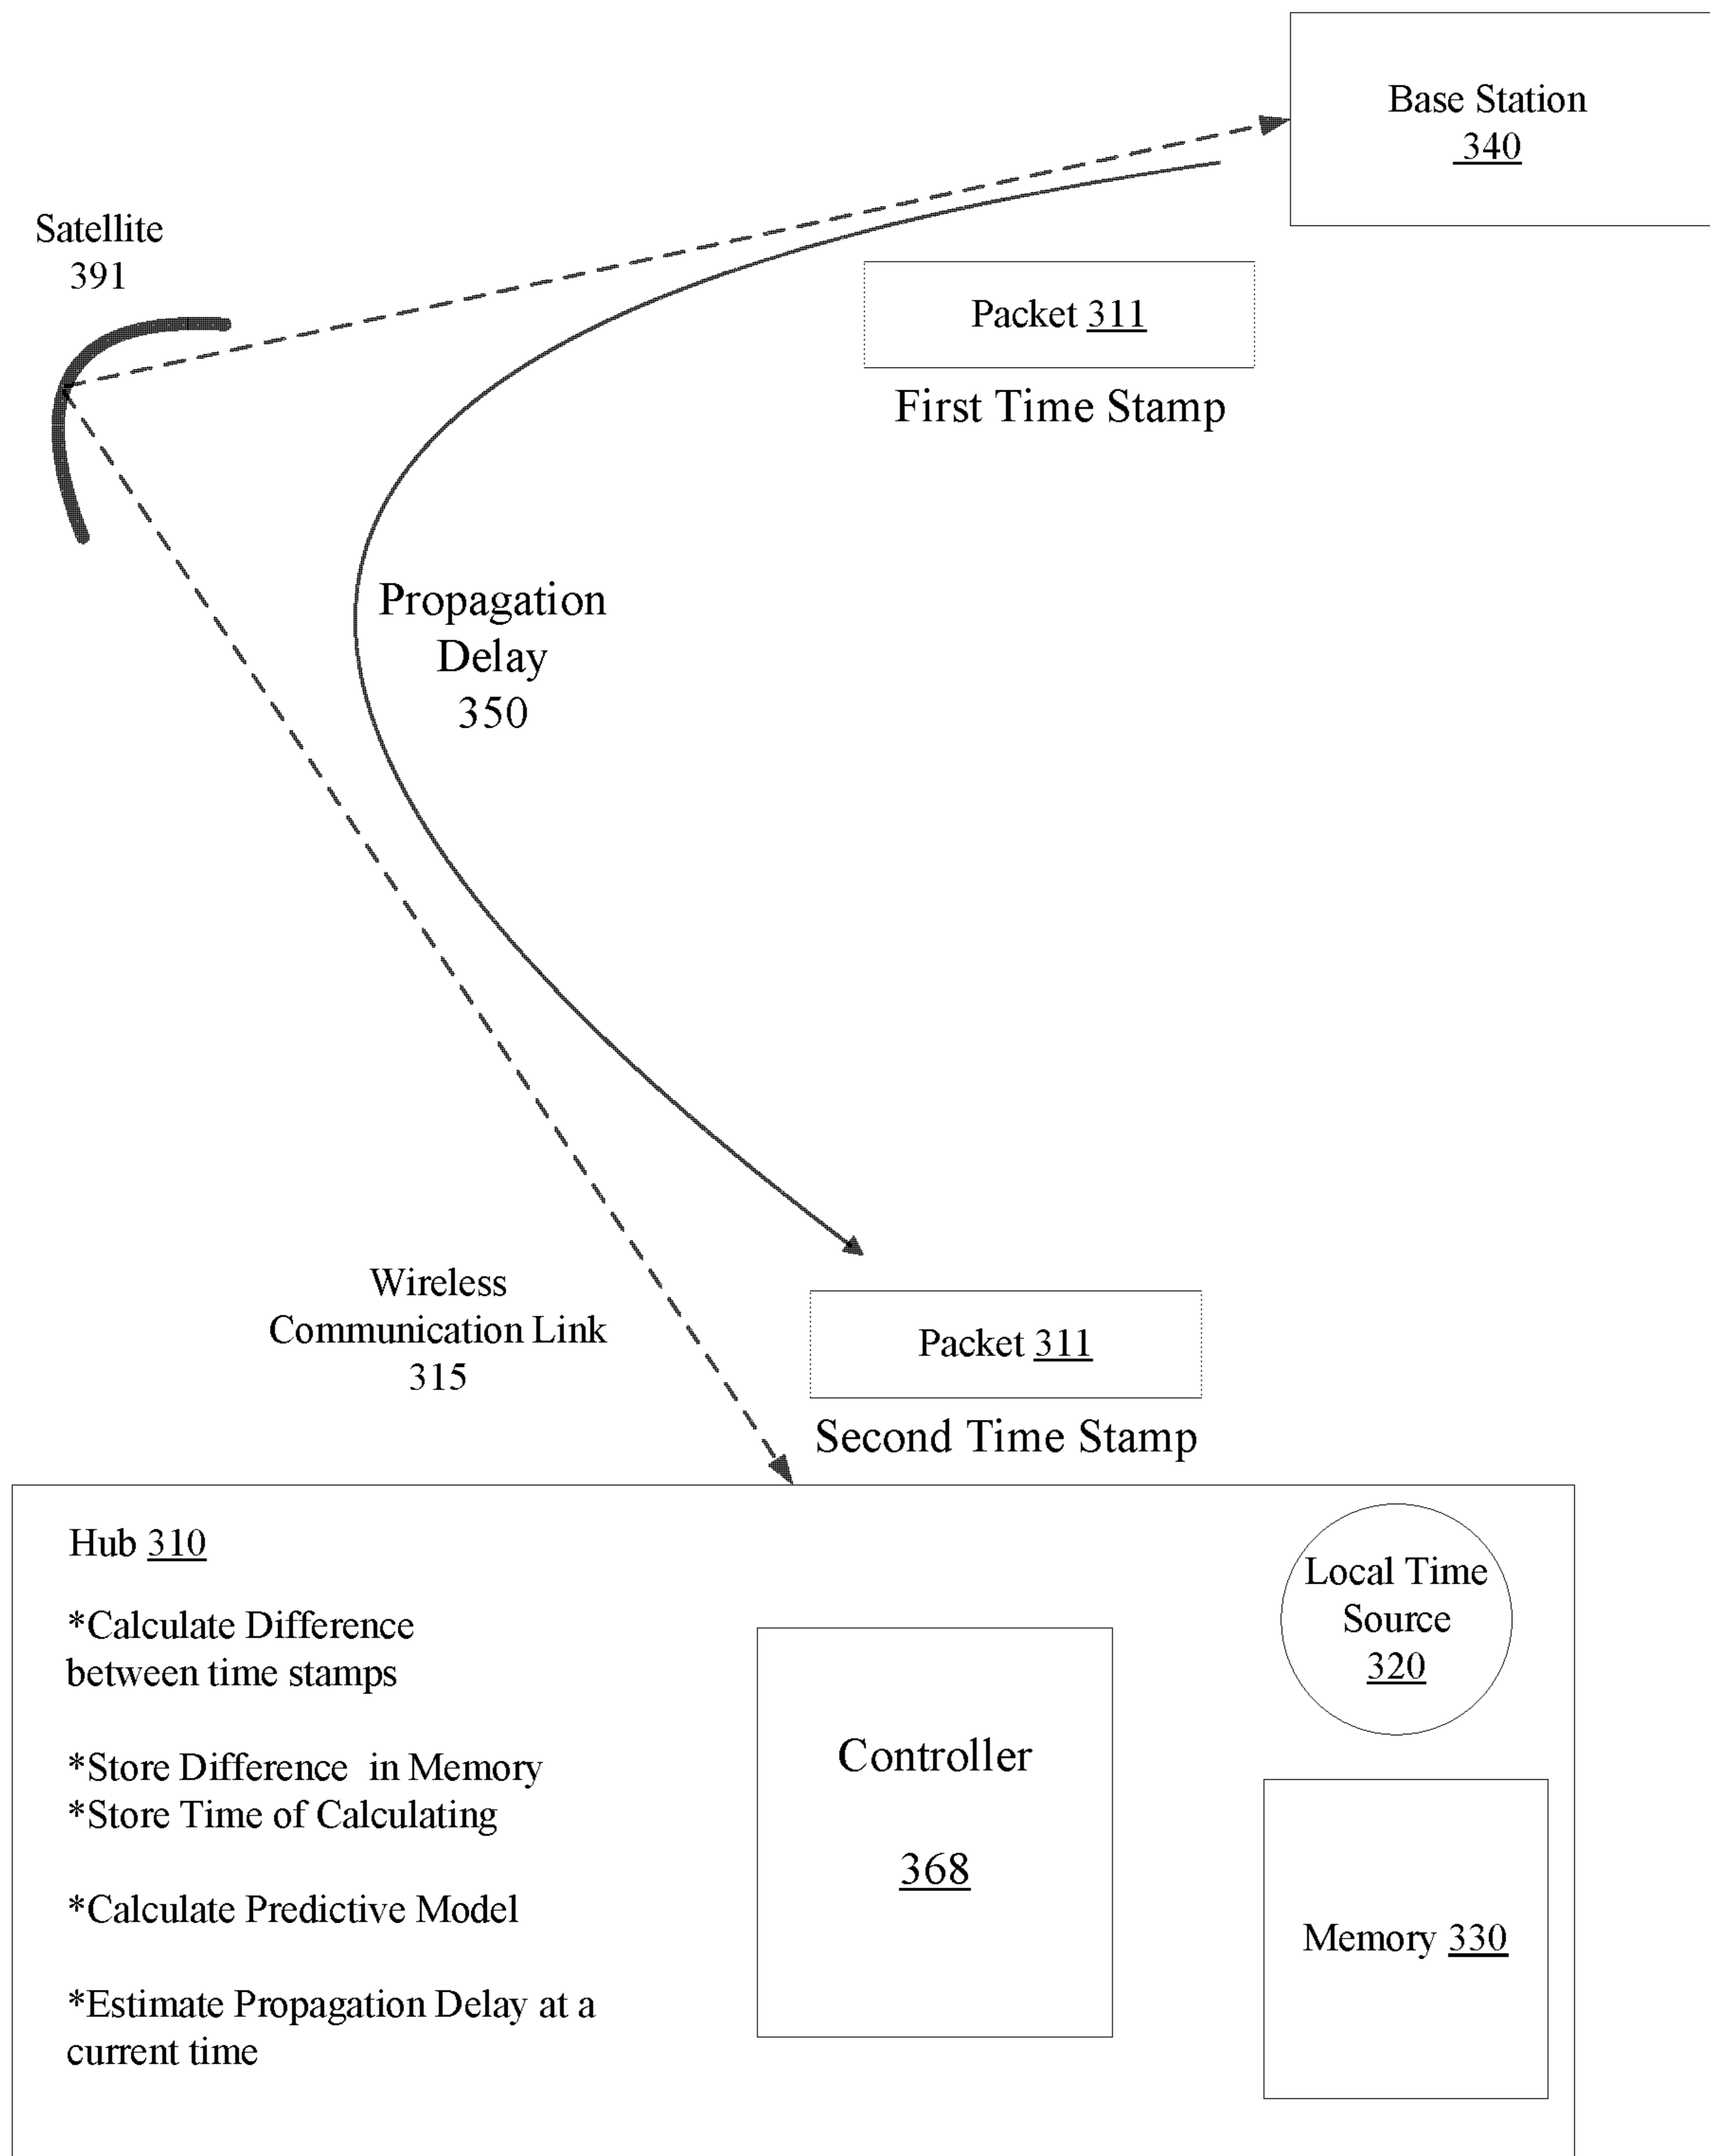 Base Station
340
Satellite
391
Packet 311
First Time Stamp
Propagation
Delay
350
Wireless
Communication Link
315
Packet 311
Second Time Stamp
Hub 310
*Calculate Difference
between time stamps
*Store Difference in Memory
*Store Time of Calculating
*Calculate Predictive Model
*Estimate Propagation Delay at a
current time
Controller
368
Local Time
Source
320
Memory 330